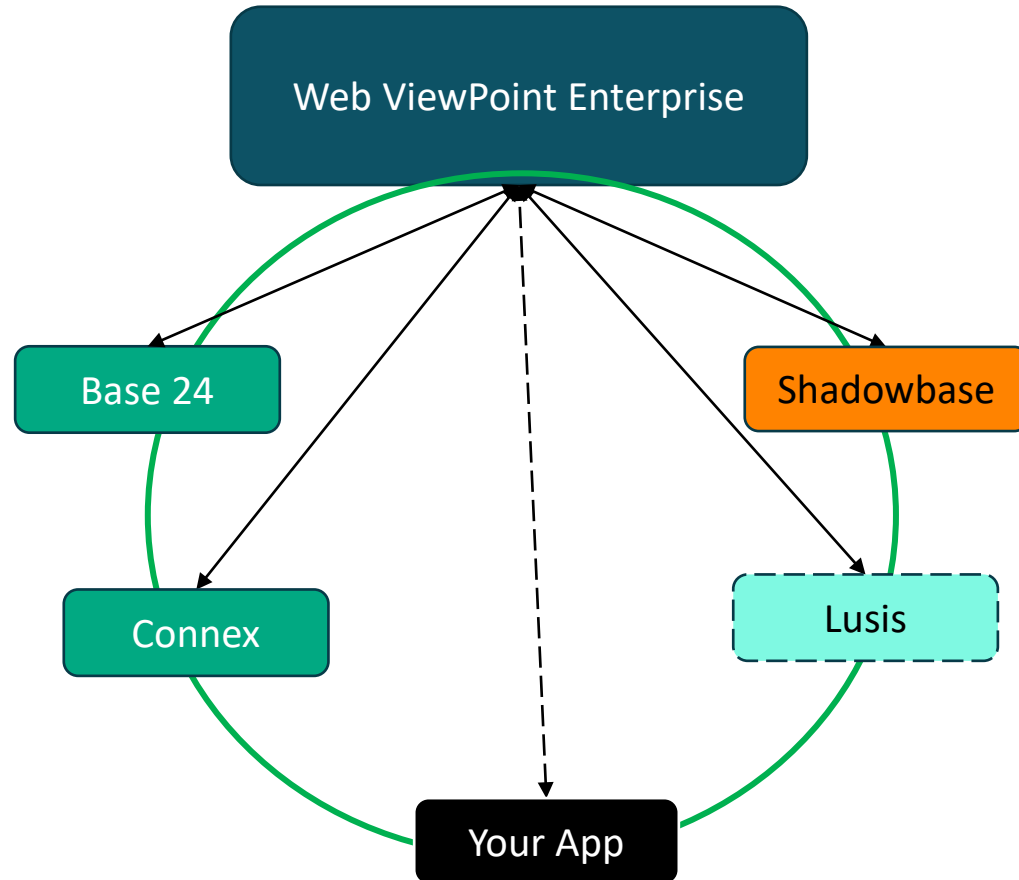 Web ViewPoint Enterprise
Base 24
Shadowbase
Connex
Lusis
Your App